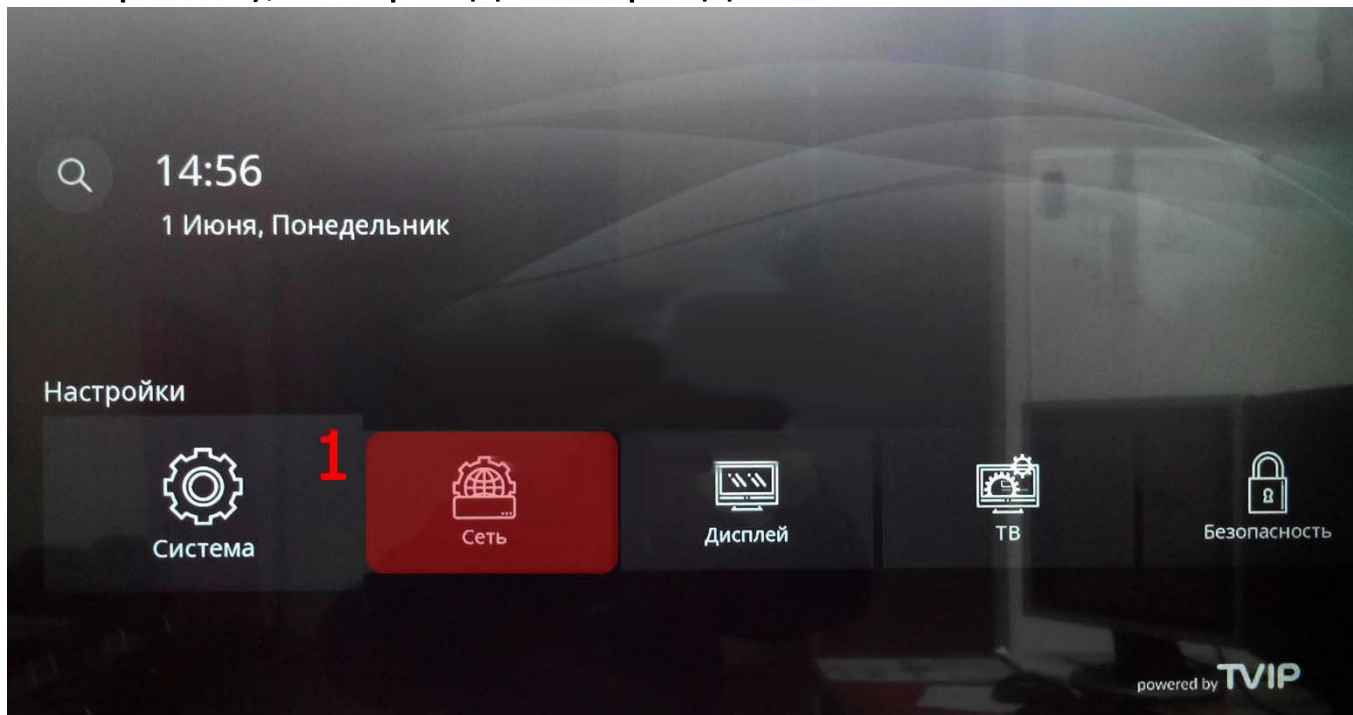 14:56
1 Июня, Понедельник
Настройки
1
Система
Сеть
Дисплей
ТВ
Безопасность
powered by TVIP